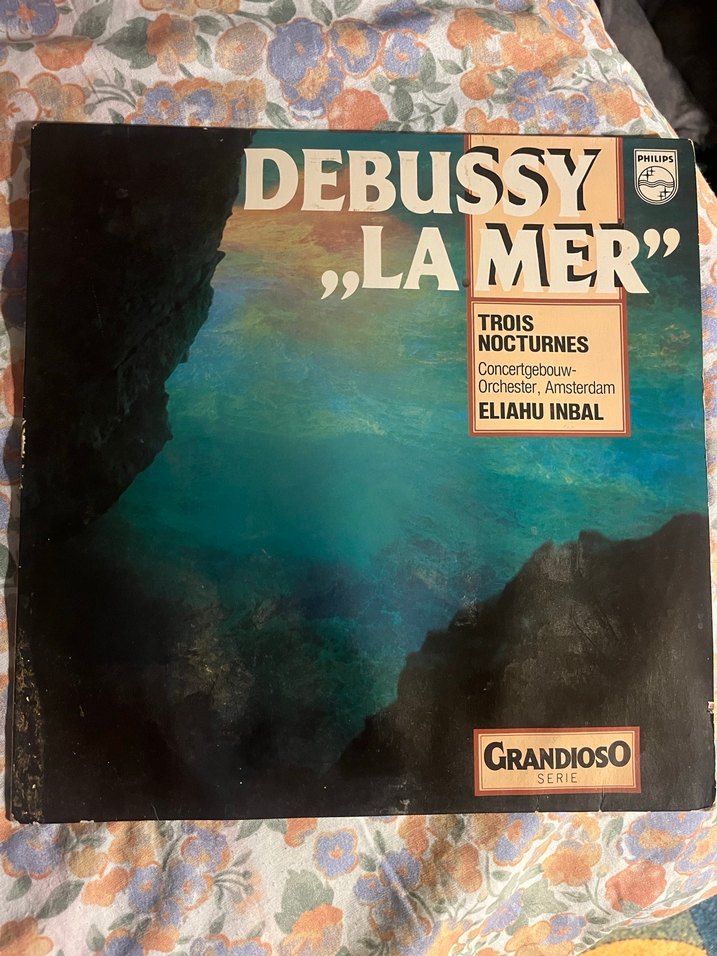 DEBUSSY
„LA MER”
PHILIPS
TROIS
NOCTURNES
Concertgebouw-
Orchester, Amsterdam
ELIAHU INBAL
GRANDIOSO
SERIE